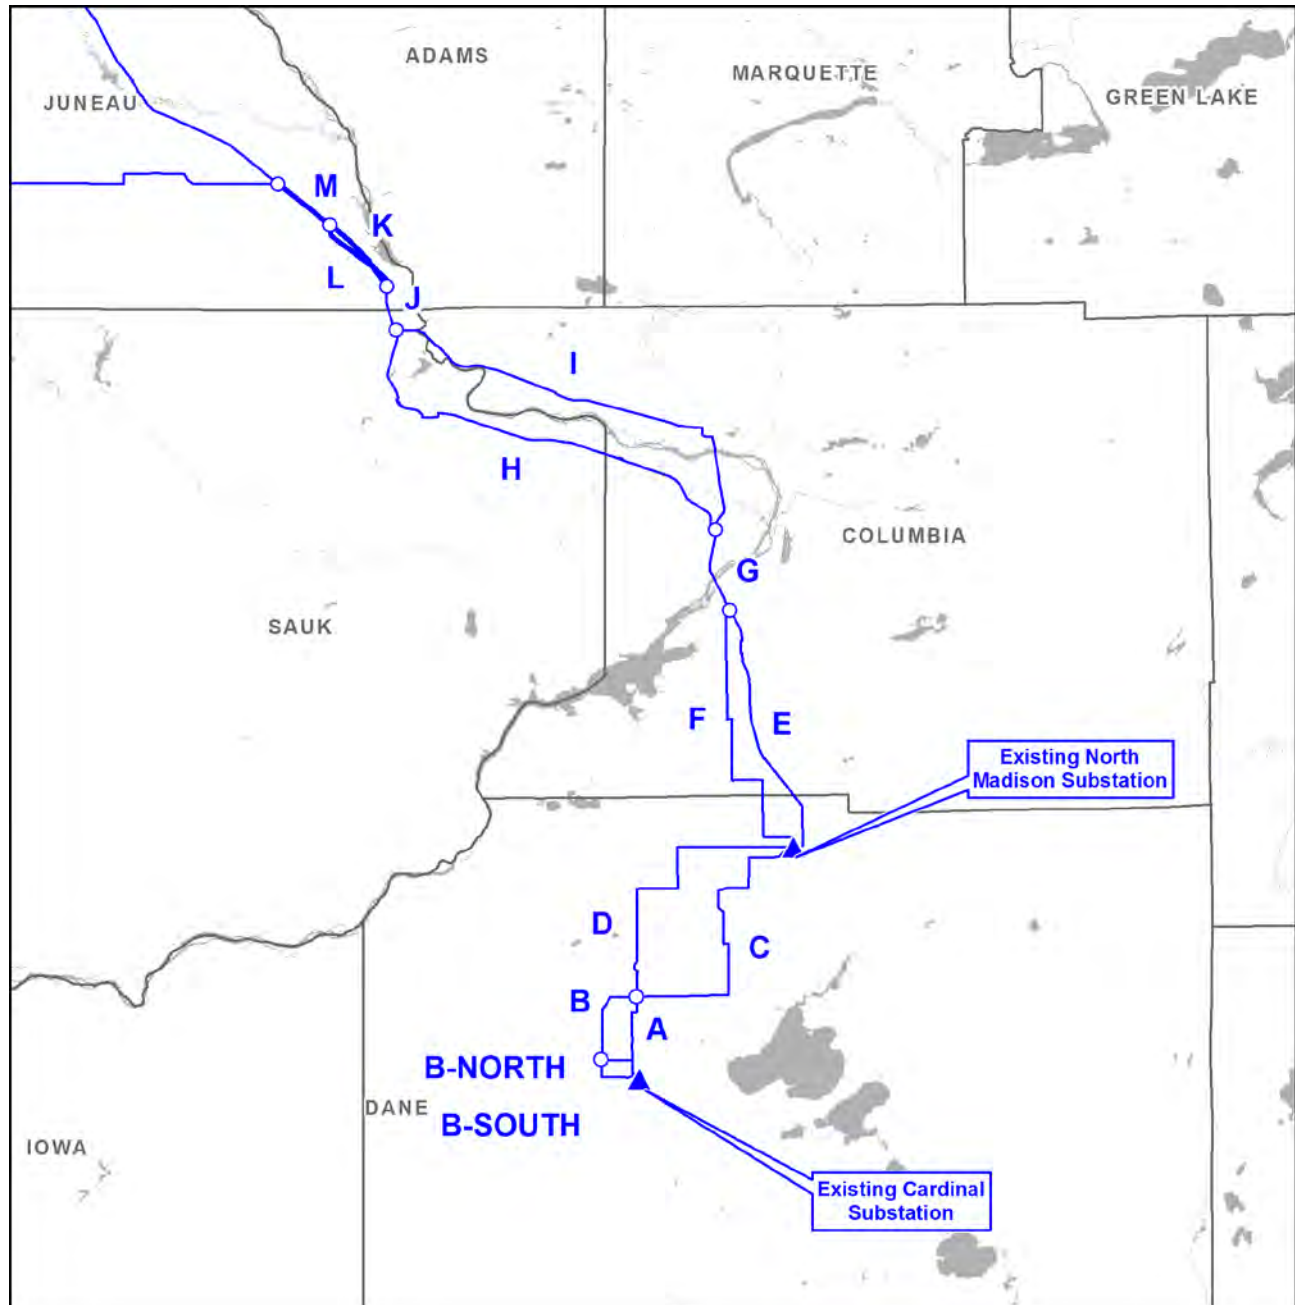 ADAMS
MARQUETTE
GREEN LAKE
JUNEAU
M
K
L
J
I
H
COLUMBIA
G
SAUK
F
E
Existing North
Madison Substation
D
C
B
A
B-NORTH
DANE
B-SOUTH
IOWA
Existing Cardinal
Substation